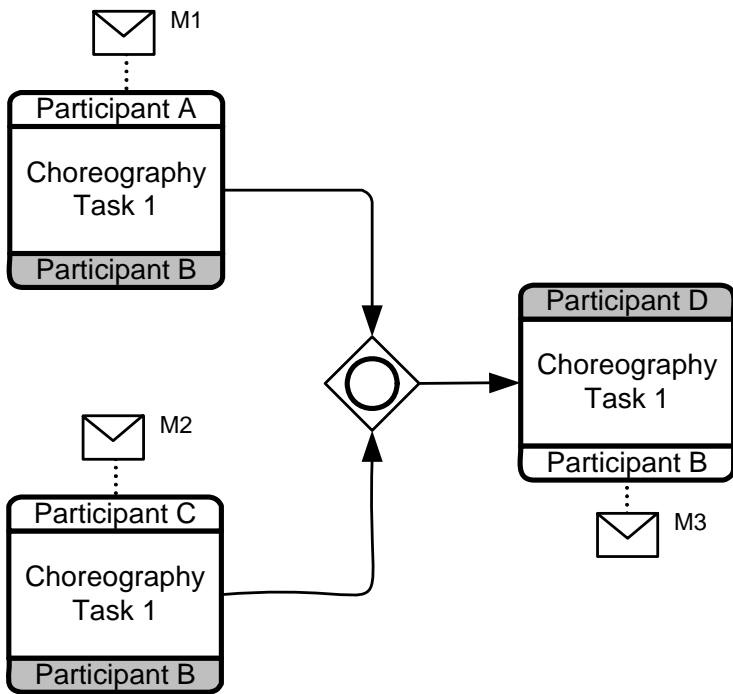 M1
Participant A
Choreography
Task 1
Participant B
Participant D
Choreography
Task 1
Participant B
M3
M2
Participant C
Choreography
Task 1
Participant B